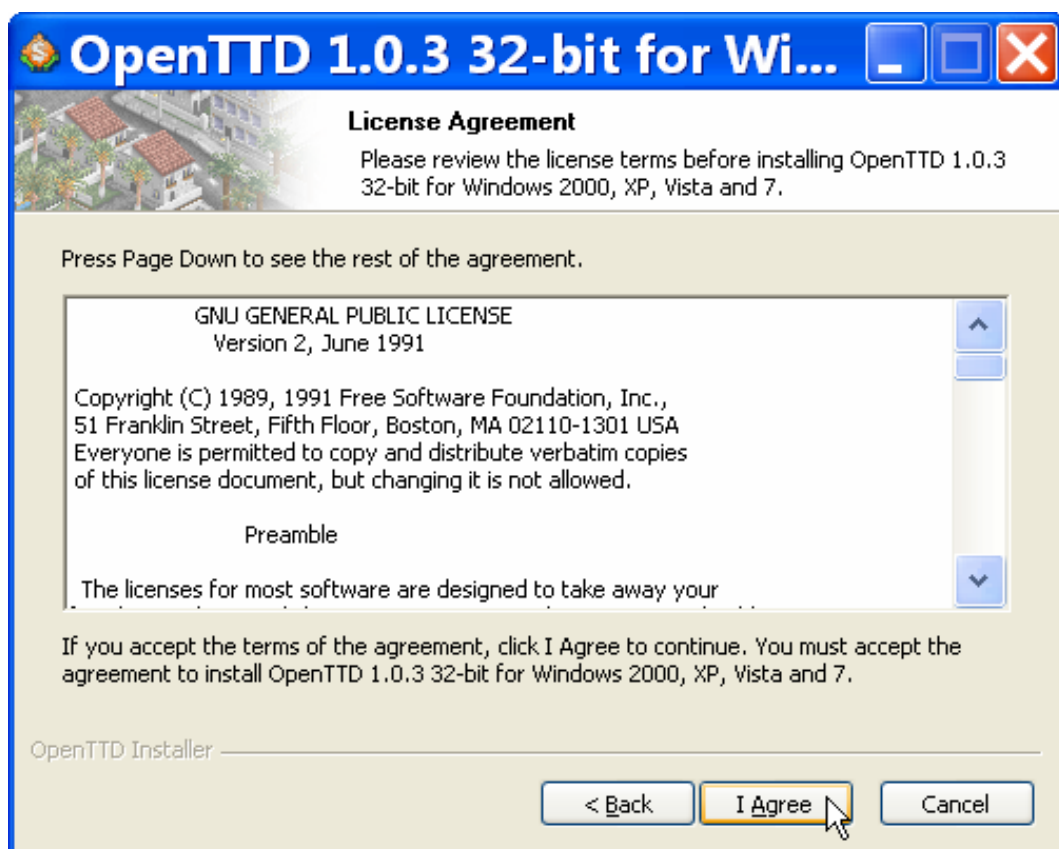 OpenTTD 1.0.3 32-bit for Wi...
License Agreement
Please review the license terms before installing OpenTTD 1.0.3
32-bit for Windows 2000, XP, Vista and 7.
Press Page Down to see the rest of the agreement.
GNU GENERAL PUBLIC LICENSE
Version 2, June 1991
Copyright (C) 1989, 1991 Free Software Foundation, Inc.,
51 Franklin Street, Fifth Floor, Boston, MA 02110-1301 USA
Everyone is permitted to copy and distribute verbatim copies
of this license document, but changing it is not allowed.
Preamble
The licenses for most software are designed to take away your
If you accept the terms of the agreement, click I Agree to continue. You must accept the
agreement to install OpenTTD 1.0.3 32-bit for Windows 2000, XP, Vista and 7.
OpenTTD Installer
< Back I Agree Cancel